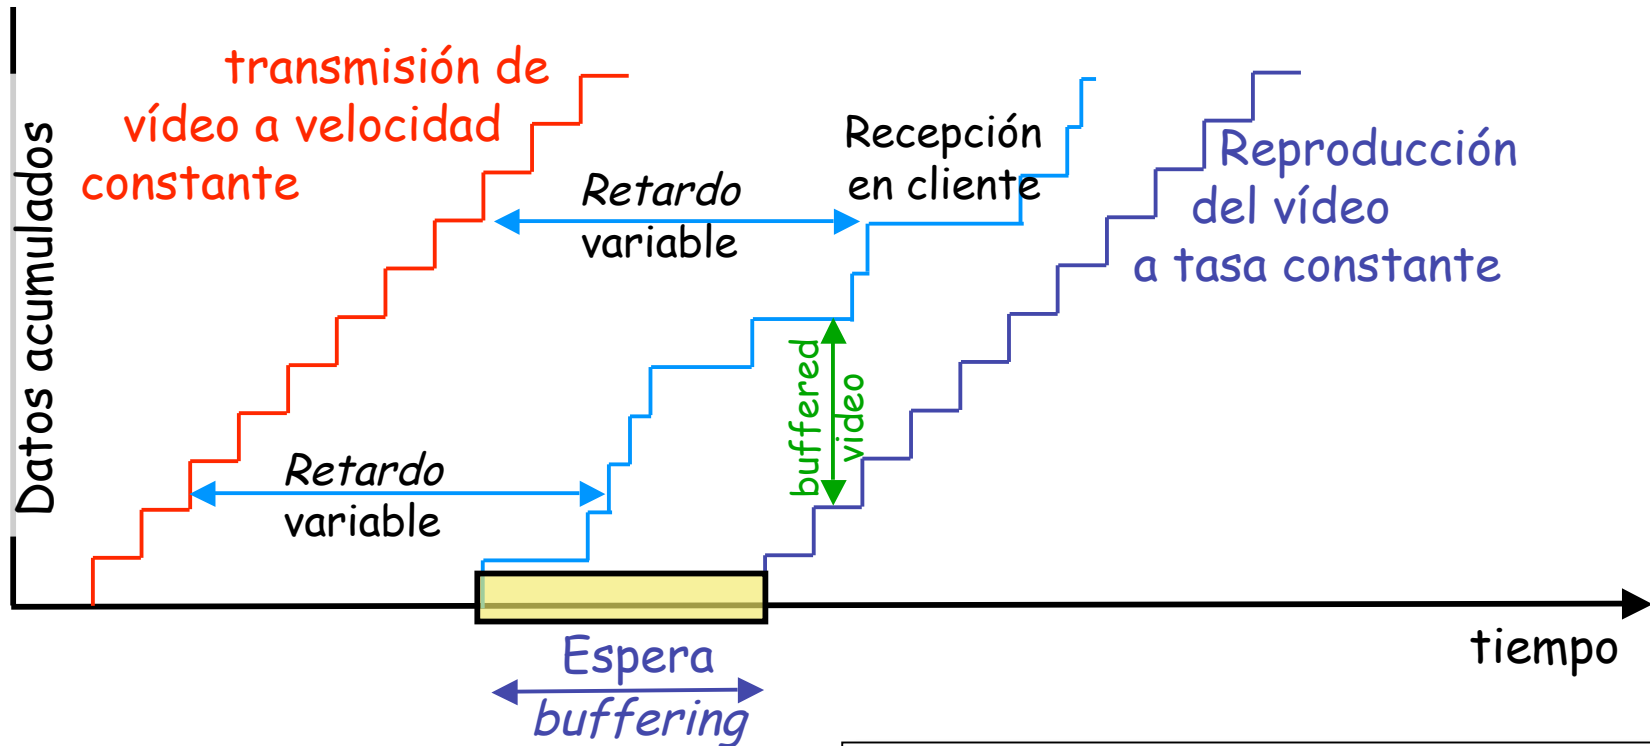 Datos acumulados
transmisión de
vídeo a velocidad
constante
Retardo
variable
Retardo
variable
Recepción
en cliente
Reproducción
del vídeo
a tasa constante
buffered
video
Espera
buffering
tiempo